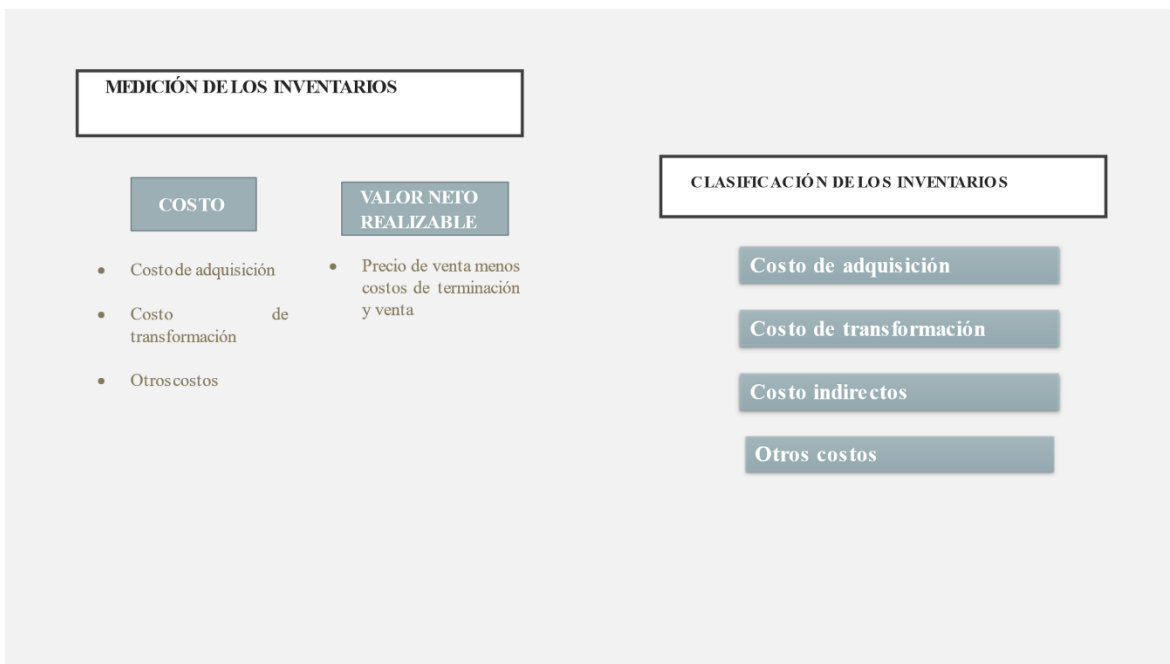 MEDICIÓN DE LOS INVENTARIOS
COSTO
Costo de adquisición
Costo de
transformación
Otros costos
VALOR NETO
REALIZABLE
Precio de venta menos
costos de terminación
y venta
CLASIFICACIÓN DE LOS INVENTARIOS
Costo de adquisición
Costo de transformación
Costo indirectos
Otros costos